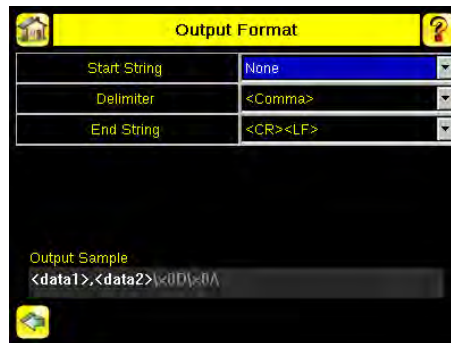 Output Format
Start String None
Delimiter <Comma>
End String <CR><LF>
Output Sample
<data1>,<data2>\x0D\x0A